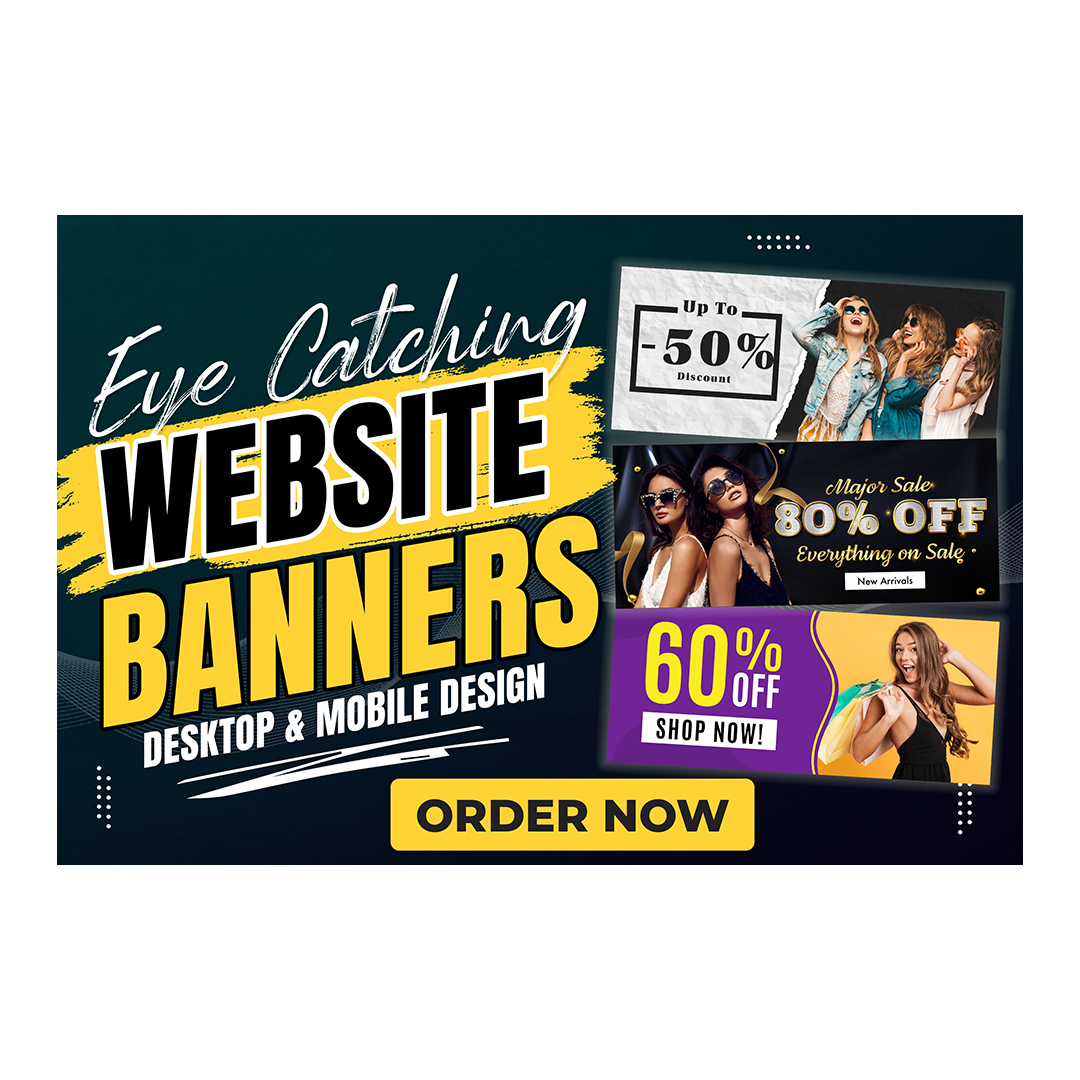 Eye Catching
WEBSITE
BANNERS
DESKTOP & MOBILE DESIGN
Up To
-50%
Discount
Major Sale
80% OFF
Everything on Sale
New Arrivals
60%
OFF
SHOP NOW!
ORDER NOW